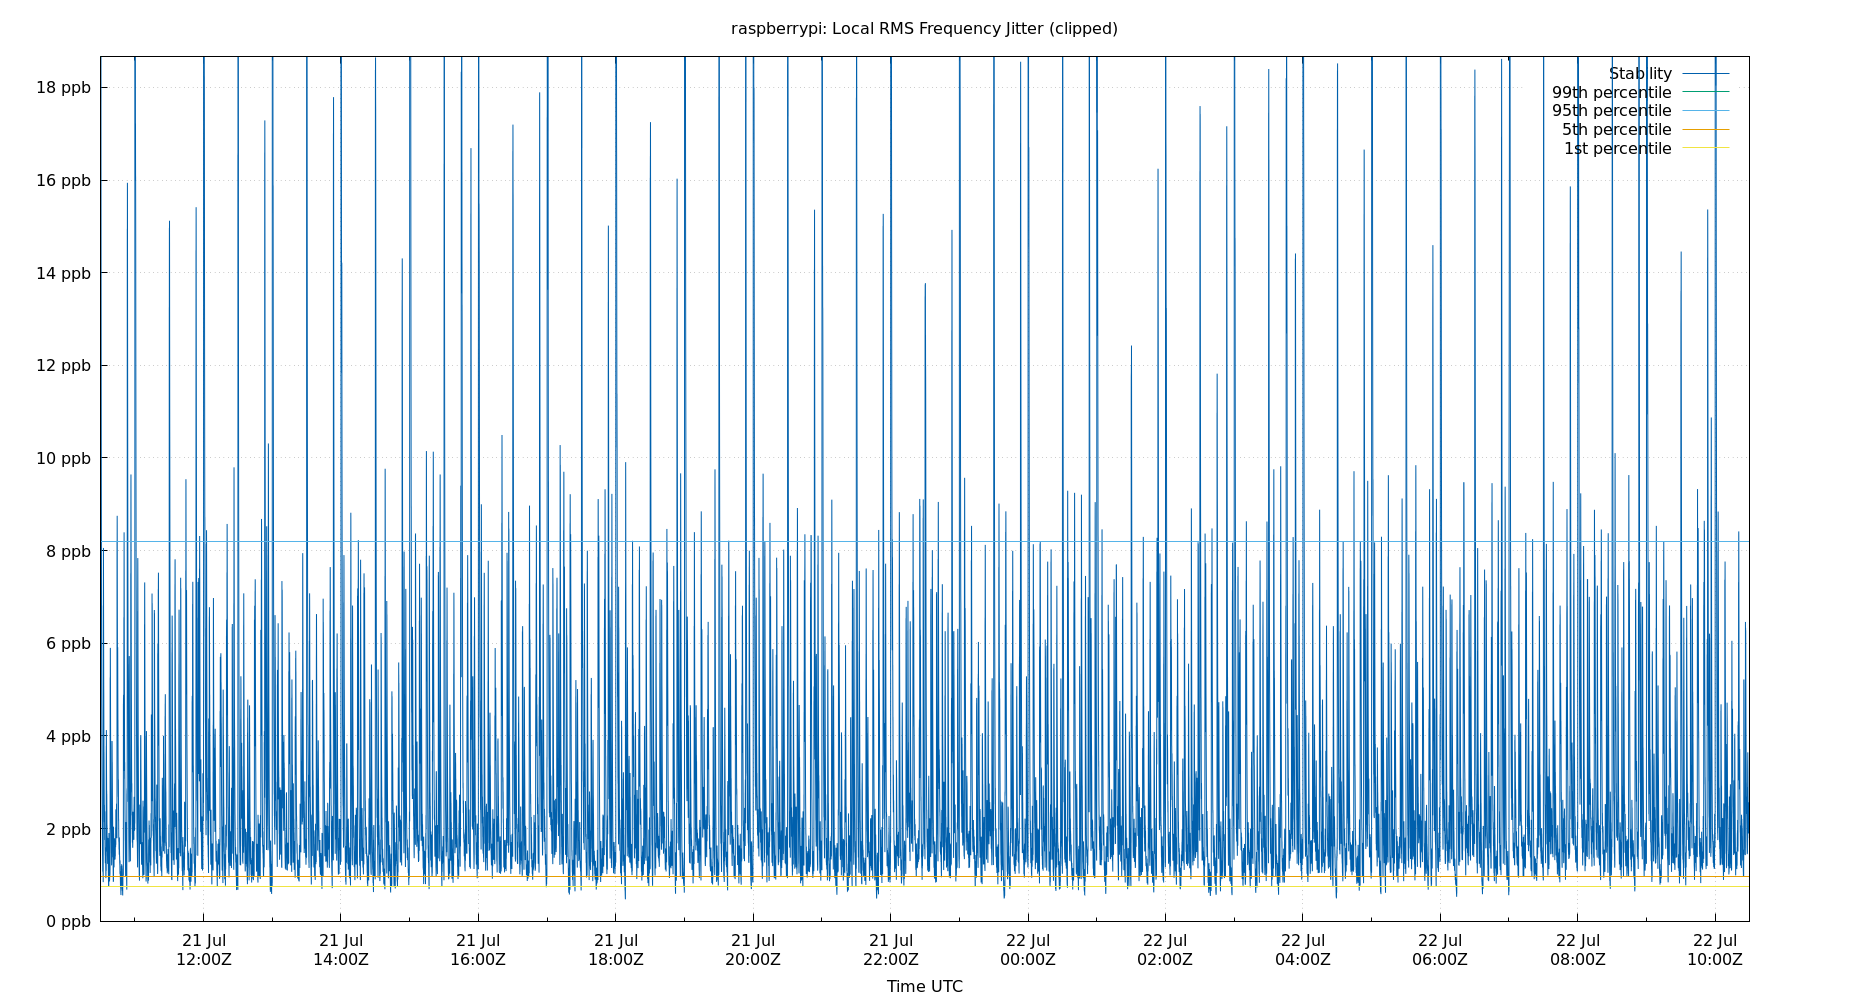 raspberrypi: Local RMS Frequency Jitter (clipped)
18 ppb
16 ppb
14 ppb
12 ppb
10 ppb
8 ppb
6 ppb
4 ppb
2 ppb
0 ppb
Stability
99th percentile
95th percentile
5th percentile
1st percentile
21 Jul 21 Jul 21 Jul 21 Jul 21 Jul 21 Jul 22 Jul 22 Jul 22 Jul 22 Jul 22 Jul 22 Jul
12:00Z 14:00Z 16:00Z 18:00Z 20:00Z 22:00Z 00:00Z 02:00Z 04:00Z 06:00Z 08:00Z 10:00Z
Time UTC